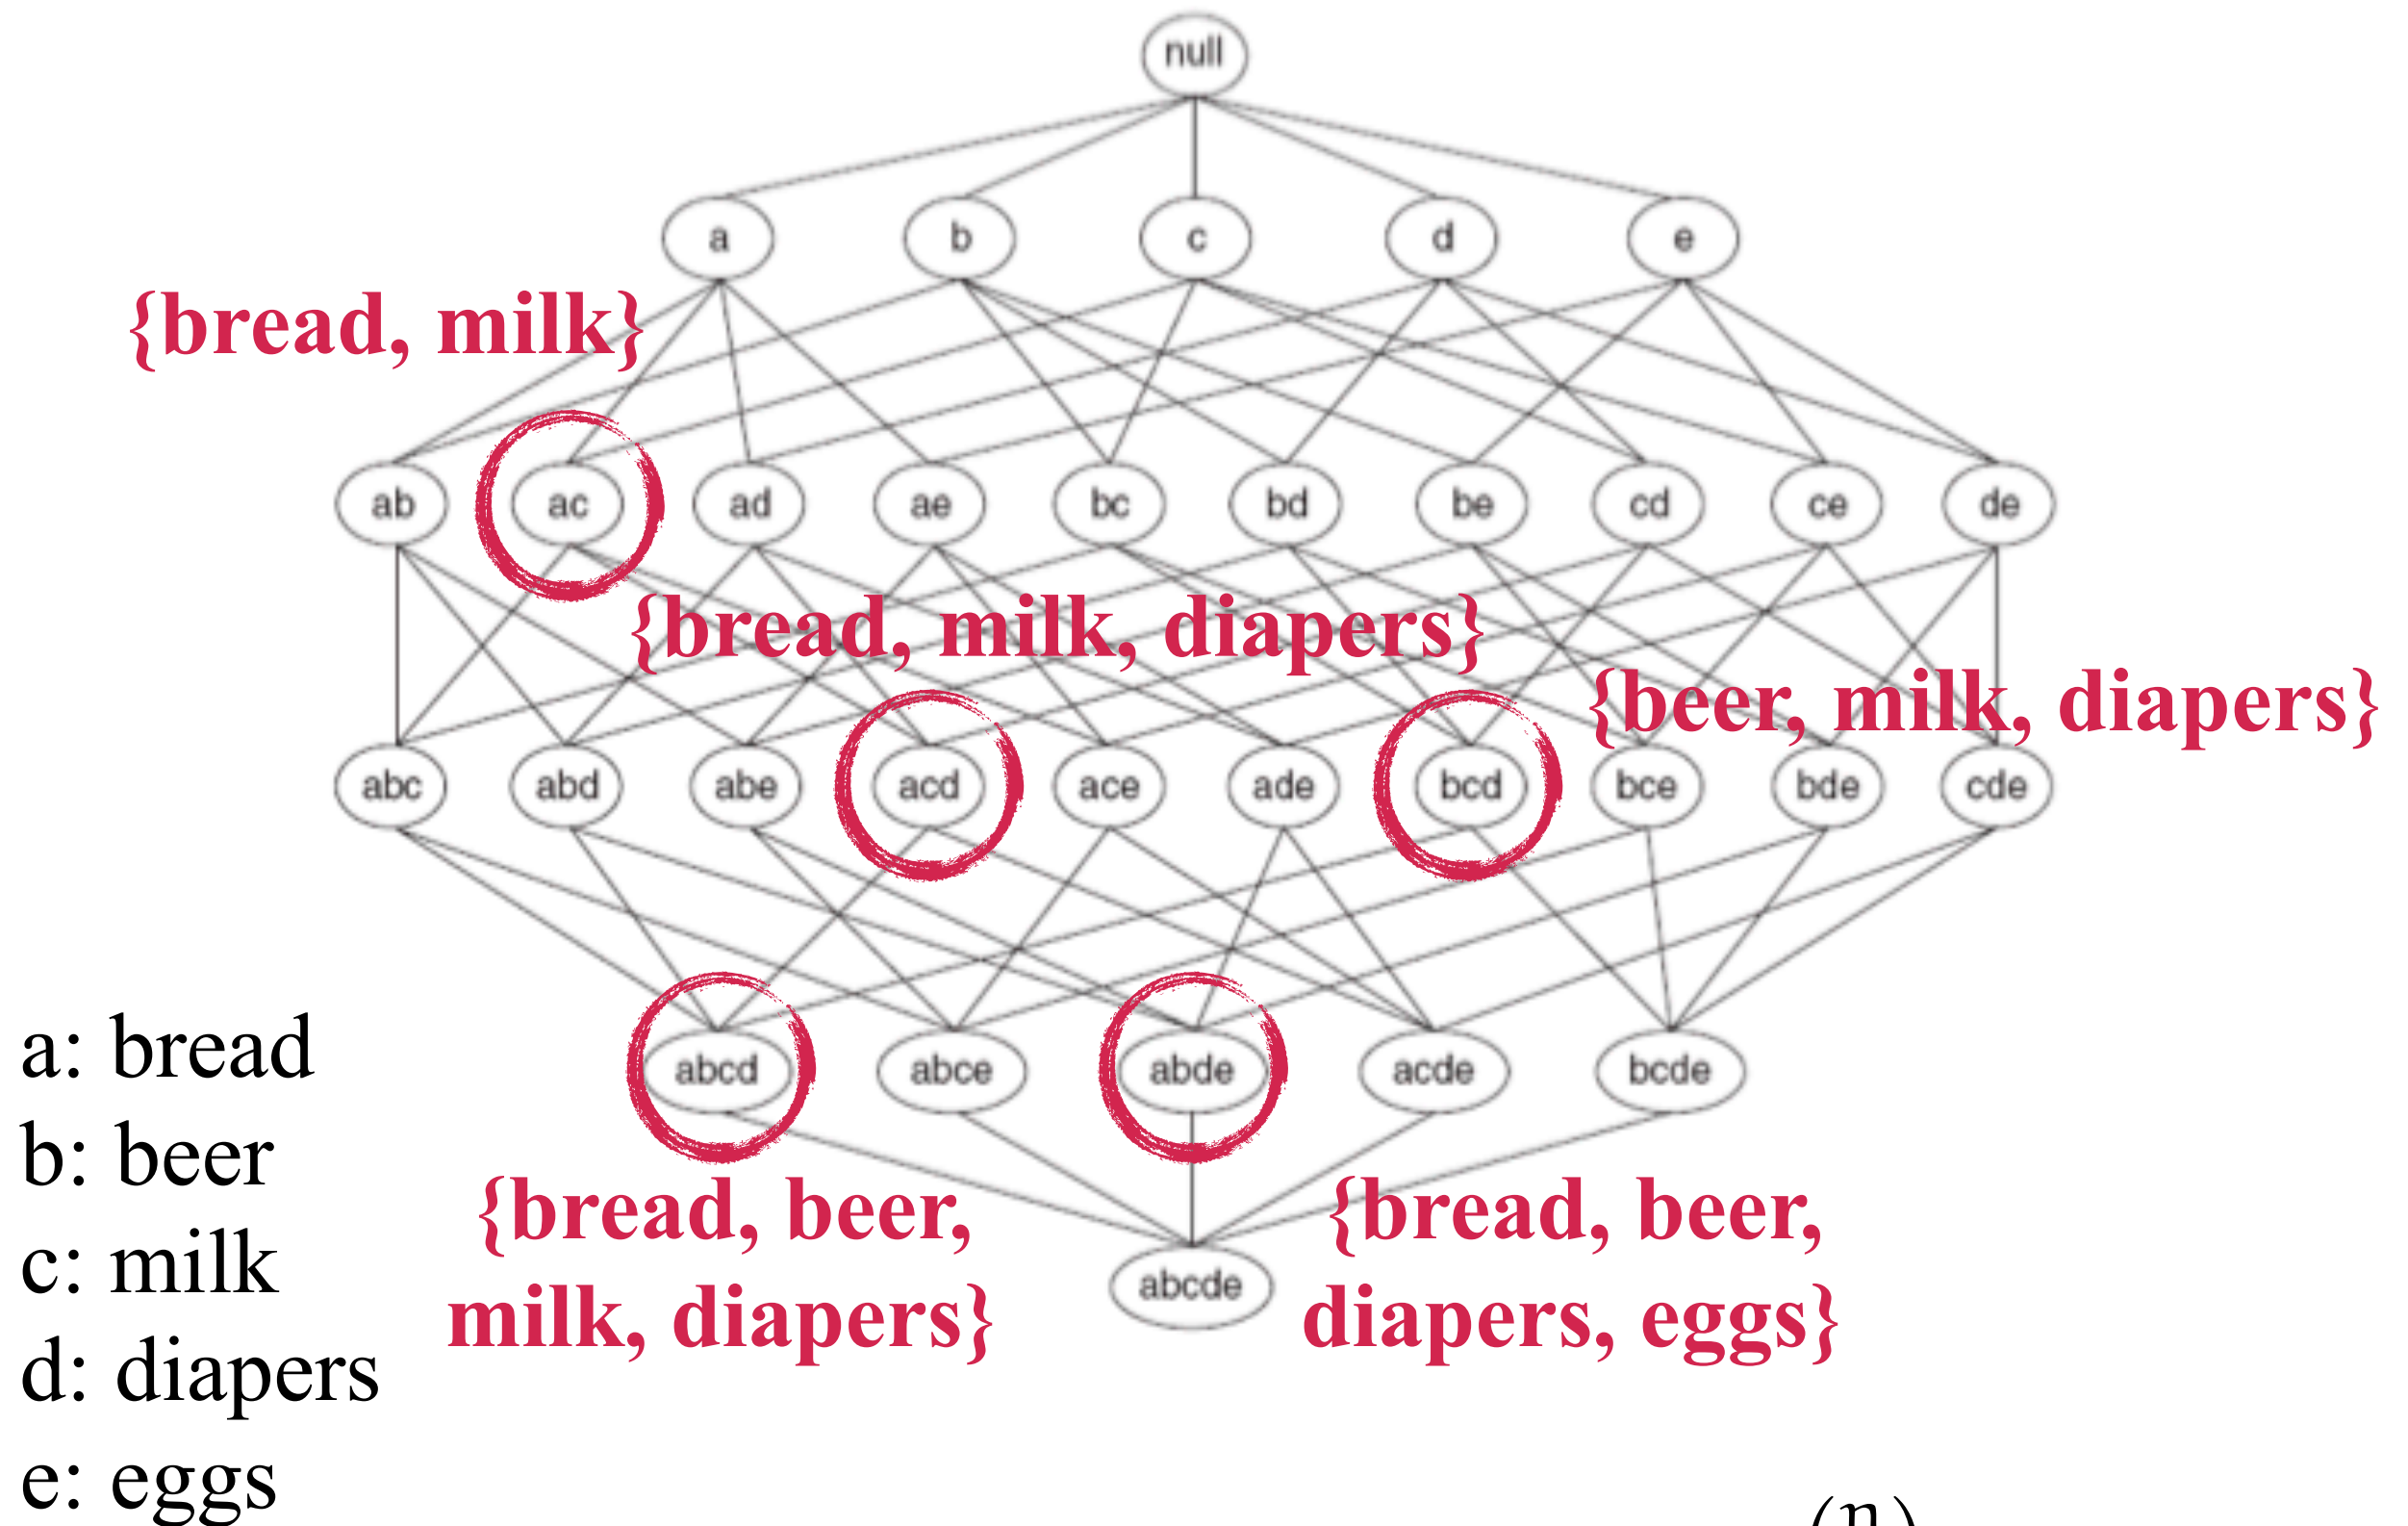 null
a b c d e
{bread, milk}
ab ac ad ae bc bd be cd ce de
{bread, milk, diapers}
{beer, milk, diapers}
abc abd abe acd ace ade bcd bce bde cde
a: bread
abcd abce abde acde bcde
b: beer
{bread, beer,
milk, diapers}
{bread, beer,
diapers, eggs}
c: milk
abcde
d: diapers
e: eggs
(n)